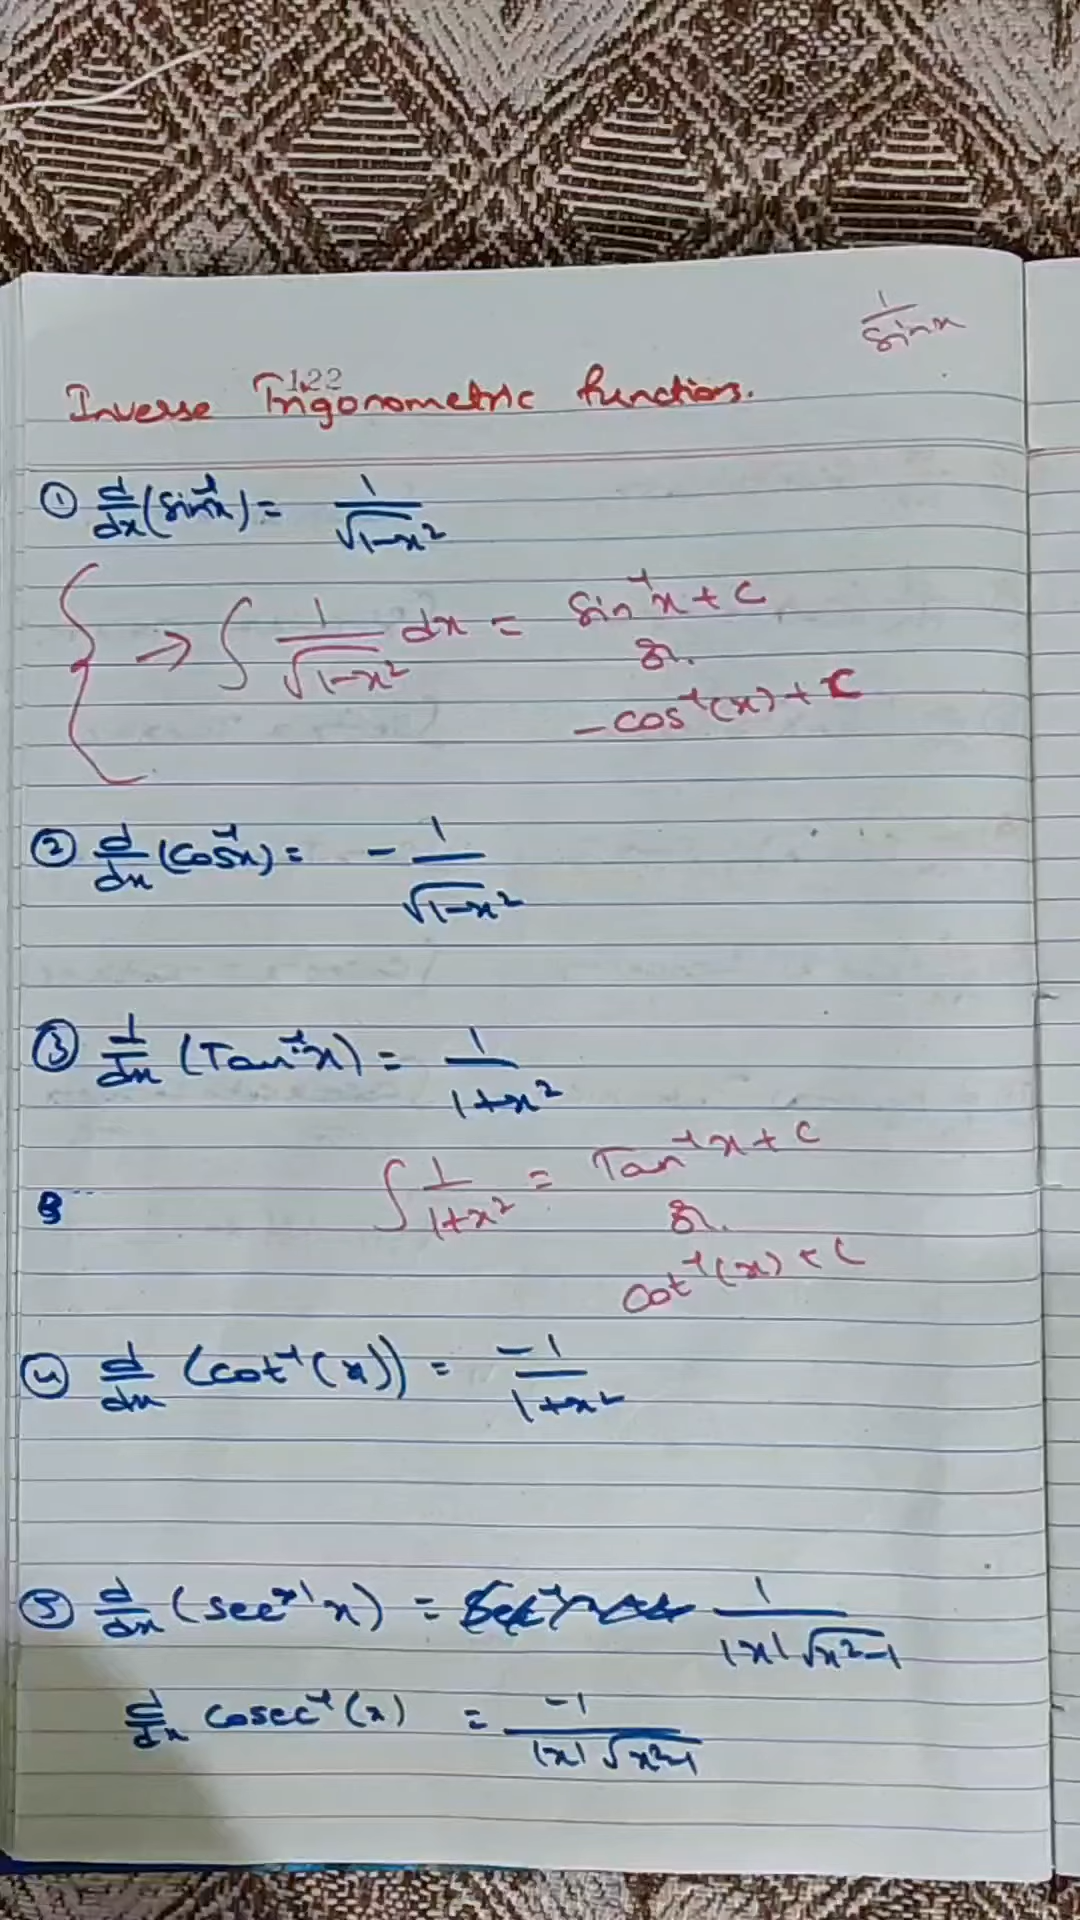 1/sinx
122
Inverse Trigonometric functions.
① d/dx (sin⁻¹x) = 1/√1-x²
→ ∫ 1/√1-x² dx = sin⁻¹x + c
or.
-cos⁻¹(x) + c
② d/dx (cos⁻¹x) = - 1/√1-x²
③ 1/dx (Tan⁻¹x) = 1/1+x²
∫ 1/1+x² = Tan⁻¹x + c
or.
cot⁻¹(x) + c
④ d/dx (cot⁻¹(x)) = -1/1+x²
⑤ d/dx (sec⁻¹x) = 1/|x|√x²-1
d/dx cosec⁻¹(x) = -1/|x|√x²-1